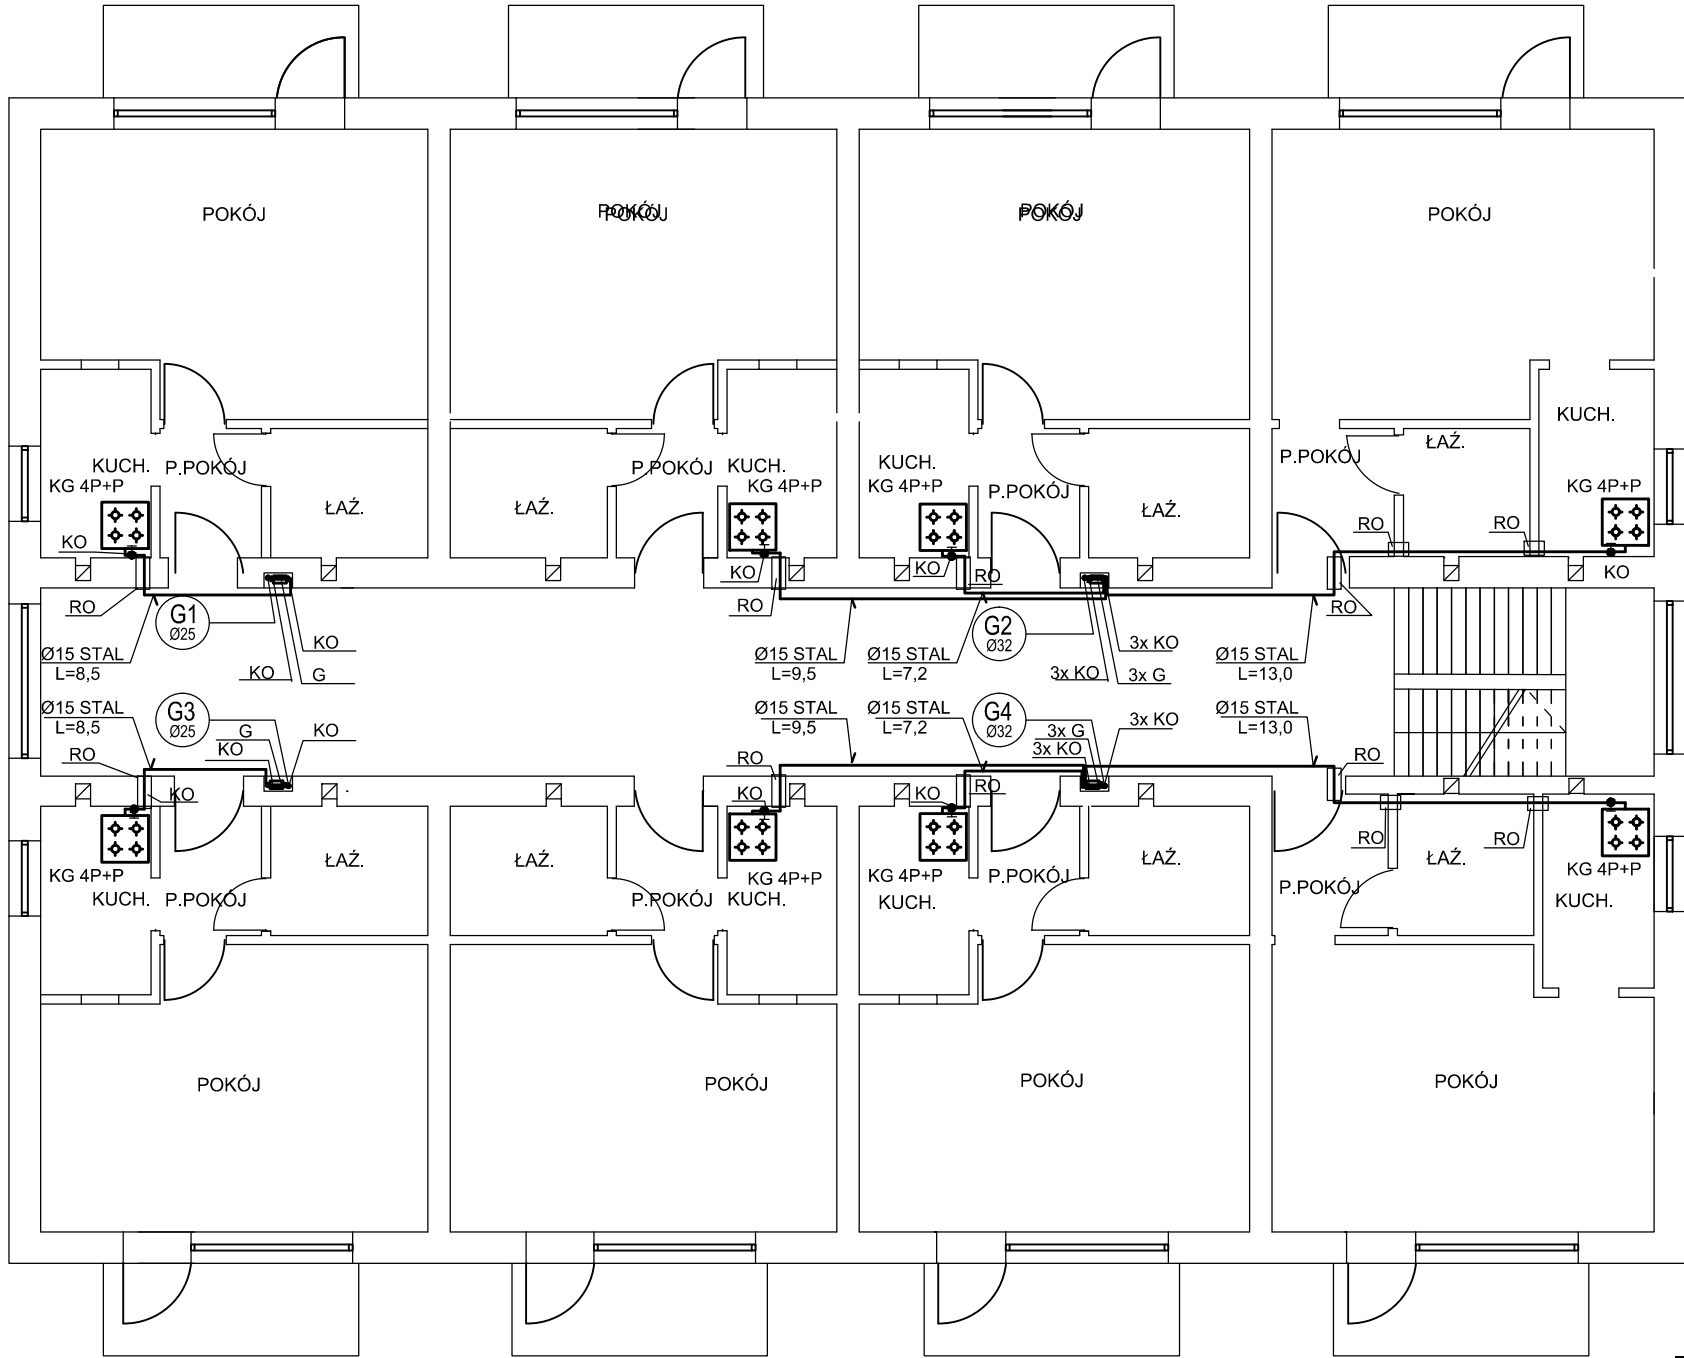 POKÓJ
POKÓJ
POKÓJ
POKÓJ
POKÓJ
POKÓJ
KUCH.
ŁAŹ.
KUCH.
P.POKÓJ
P.POKÓJ
KUCH.
KUCH.
P.POKÓJ
KG 4P+P
KG 4P+P
KG 4P+P
P.POKÓJ
KG 4P+P
ŁAŹ.
ŁAŹ.
ŁAŹ.
RO
RO
KO
KO
KO
RO
KO
RO
RO
RO
G1
Ø25
G2
Ø32
KO
3x KO
Ø15 STAL
L=8,5
KO
G
Ø15 STAL
L=9,5
Ø15 STAL
L=7,2
3x KO
3x G
Ø15 STAL
L=13,0
Ø15 STAL
L=8,5
G3
Ø25
G
KO
KO
Ø15 STAL
L=9,5
Ø15 STAL
L=7,2
G4
Ø32
3x G
3x KO
3x KO
Ø15 STAL
L=13,0
RO
RO
RO
KO
KO
KO
RO
RO
RO
ŁAŹ.
ŁAŹ.
ŁAŹ.
ŁAŹ.
KG 4P+P
KUCH.
P.POKÓJ
P.POKÓJ
KG 4P+P
KUCH.
KG 4P+P
KUCH.
P.POKÓJ
P.POKÓJ
KG 4P+P
KUCH.
POKÓJ
POKÓJ
POKÓJ
POKÓJ